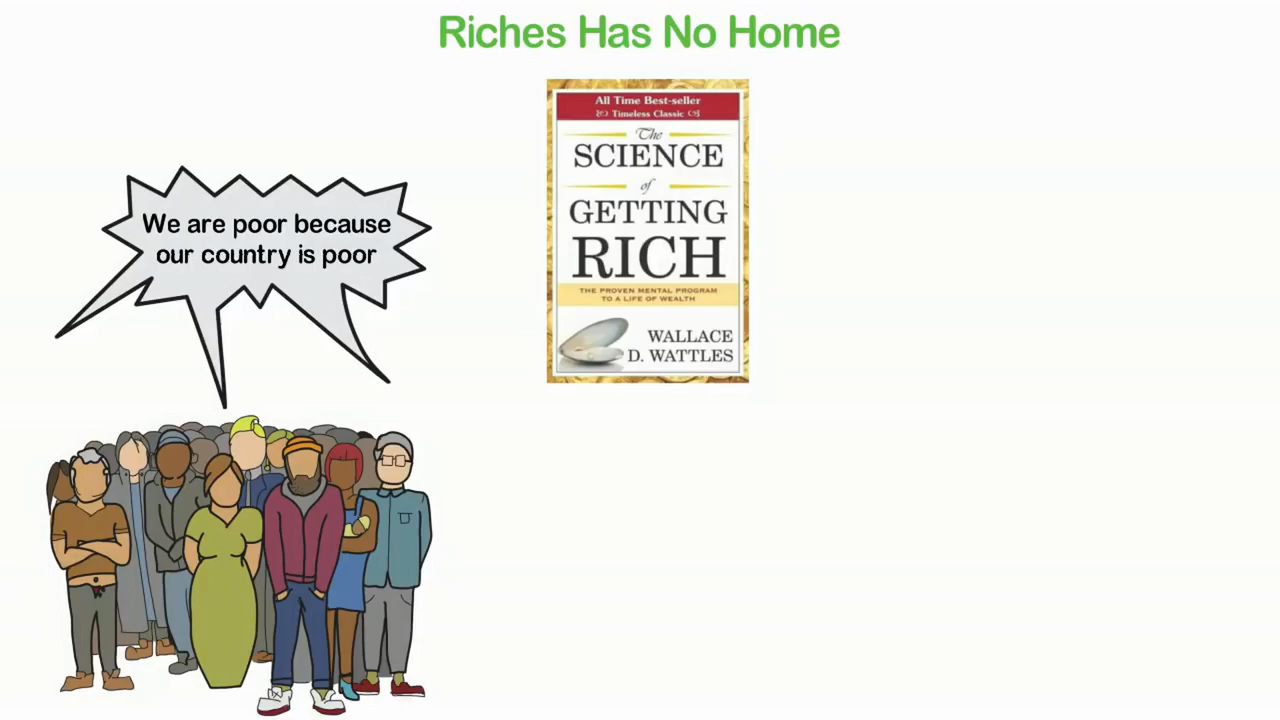 Riches Has No Home
All Time Best-seller
Timeless Classic
The
SCIENCE
of
GETTING
RICH
THE PROVEN MENTAL PROGRAM
TO A LIFE OF WEALTH
WALLACE
D. WATTLES
We are poor because
our country is poor